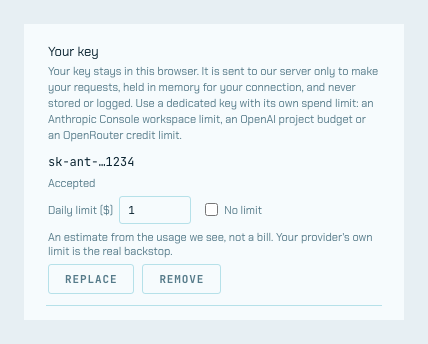 Your key
Your key stays in this browser. It is sent to our server only to make
your requests, held in memory for your connection, and never
stored or logged. Use a dedicated key with its own spend limit: an
Anthropic Console workspace limit, an OpenAI project budget or
an OpenRouter credit limit.
sk-ant-…1234
Accepted
Daily limit ($) 1 No limit
An estimate from the usage we see, not a bill. Your provider's own
limit is the real backstop.
REPLACE REMOVE